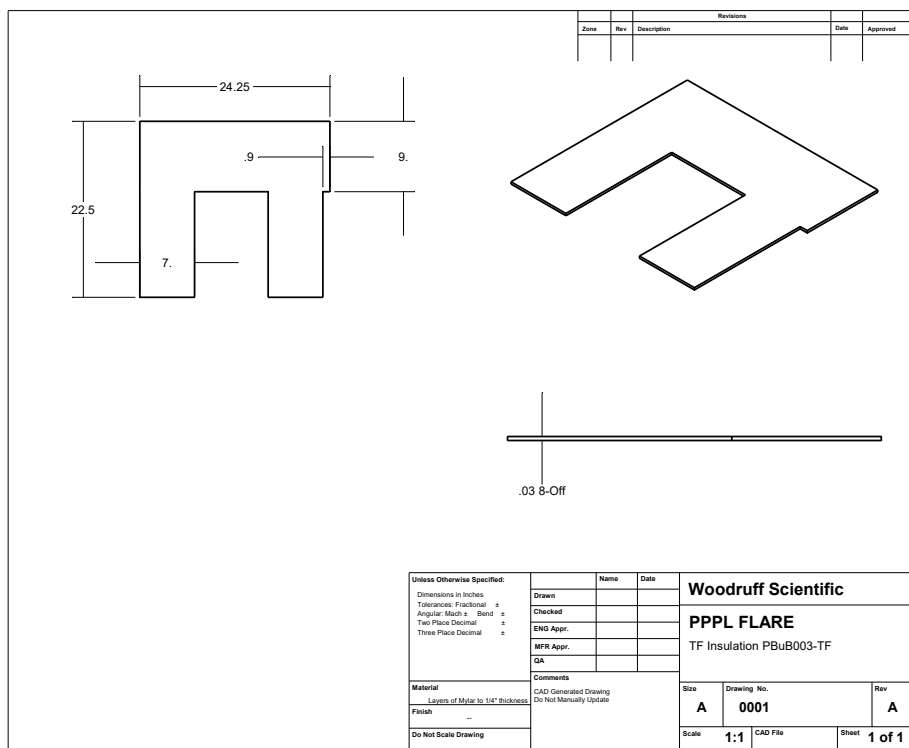 Revisions
Zone Rev Description Date Approved
24.25
.9 9.
22.5
7.
.03 8-Off
Unless Otherwise Specified:
Dimensions in Inches
Tolerances: Fractional ±
Angular: Mach ± Bend ±
Two Place Decimal ±
Three Place Decimal ±
Material
Layers of Mylar to 1/4" thickness
Finish
--
Do Not Scale Drawing
Name Date
Drawn
Checked
ENG Appr.
MFR Appr.
QA
Comments
CAD Generated Drawing
Do Not Manually Update
Woodruff Scientific
PPPL FLARE
TF Insulation PBuB003-TF
Size Drawing No. Rev
A 0001 A
Scale 1:1 CAD File Sheet 1 of 1